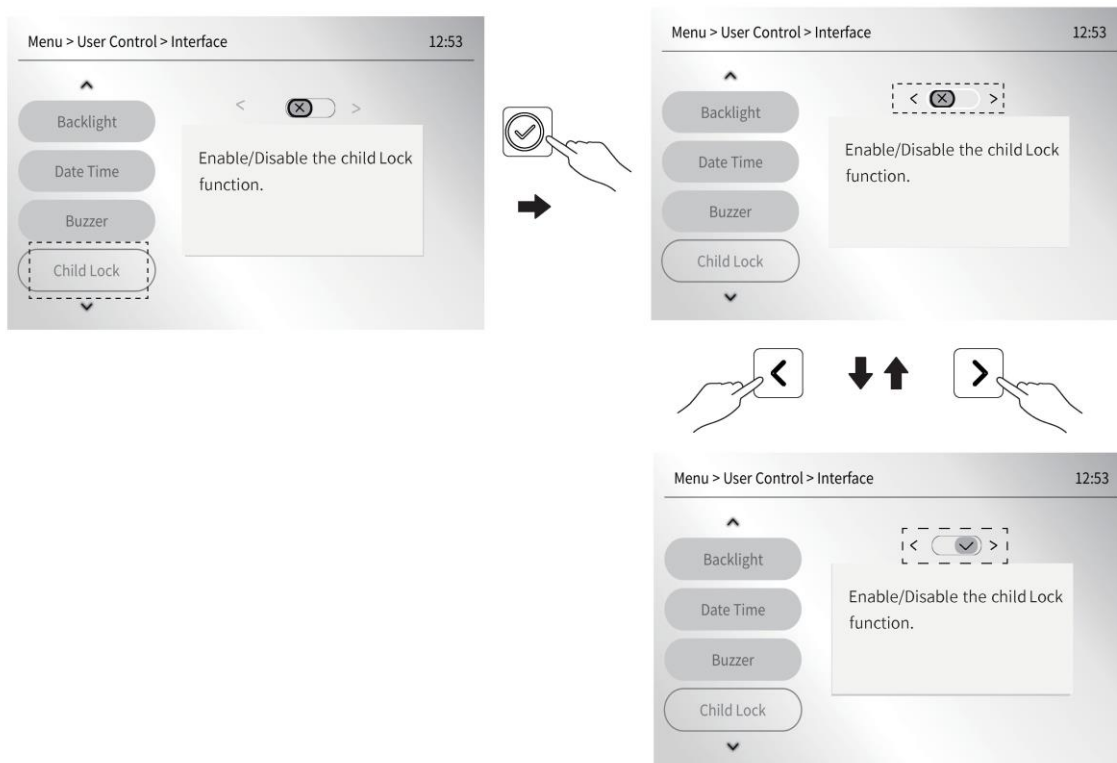 Menu > User Control > Interface 12:53
Backlight
Date Time
Buzzer
Child Lock
Enable/Disable the child Lock
function.
Menu > User Control > Interface 12:53
Backlight
Date Time
Buzzer
Child Lock
Enable/Disable the child Lock
function.
Menu > User Control > Interface 12:53
Backlight
Date Time
Buzzer
Child Lock
Enable/Disable the child Lock
function.